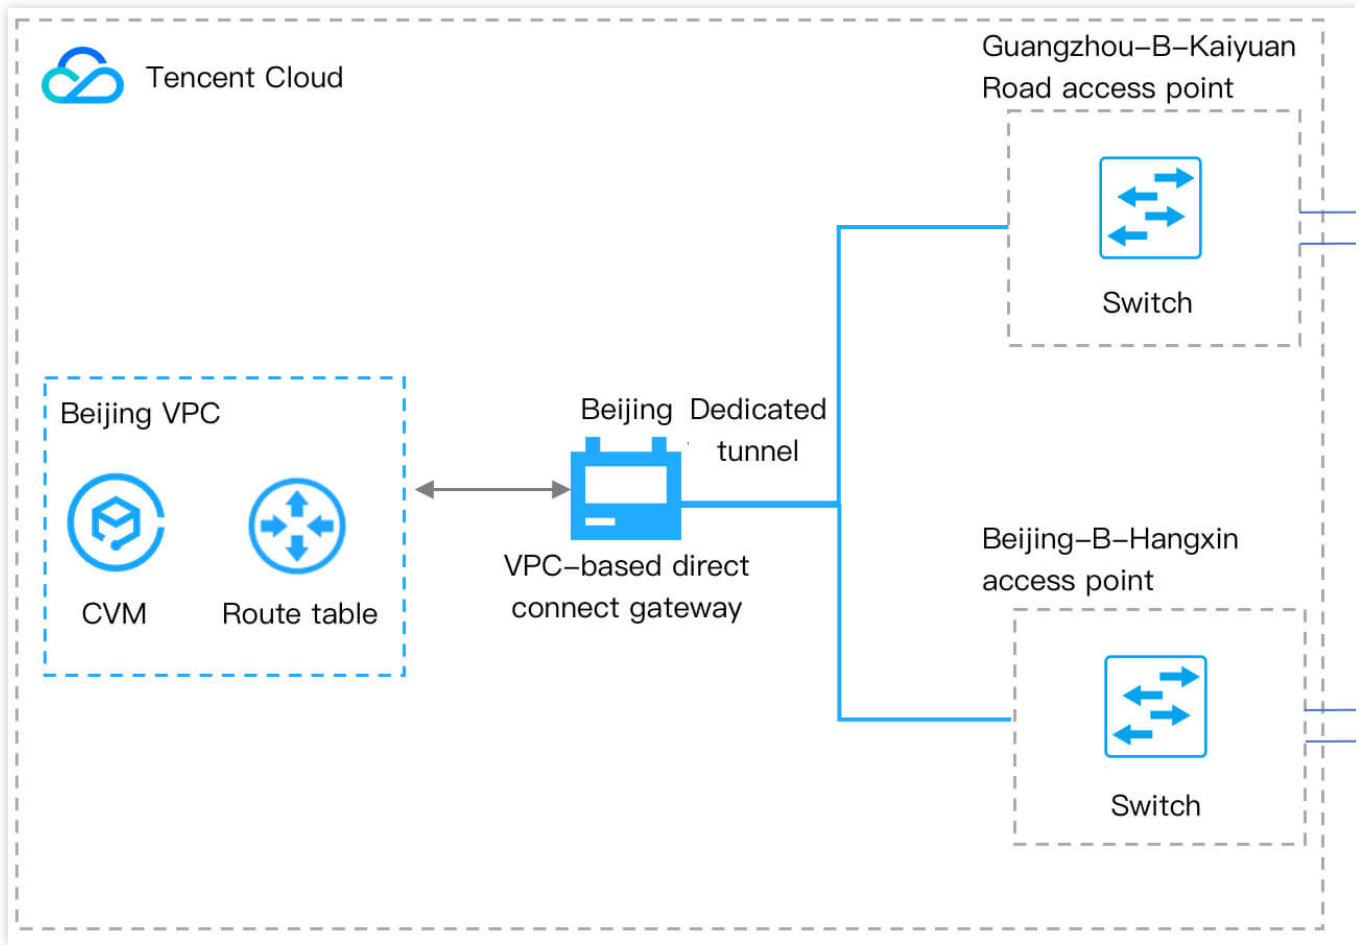 Tencent Cloud
Guangzhou–B–Kaiyuan
Road access point
Switch
Beijing VPC
CVM
Route table
Beijing
Dedicated
tunnel
VPC–based direct
connect gateway
Beijing–B–Hangxin
access point
Switch